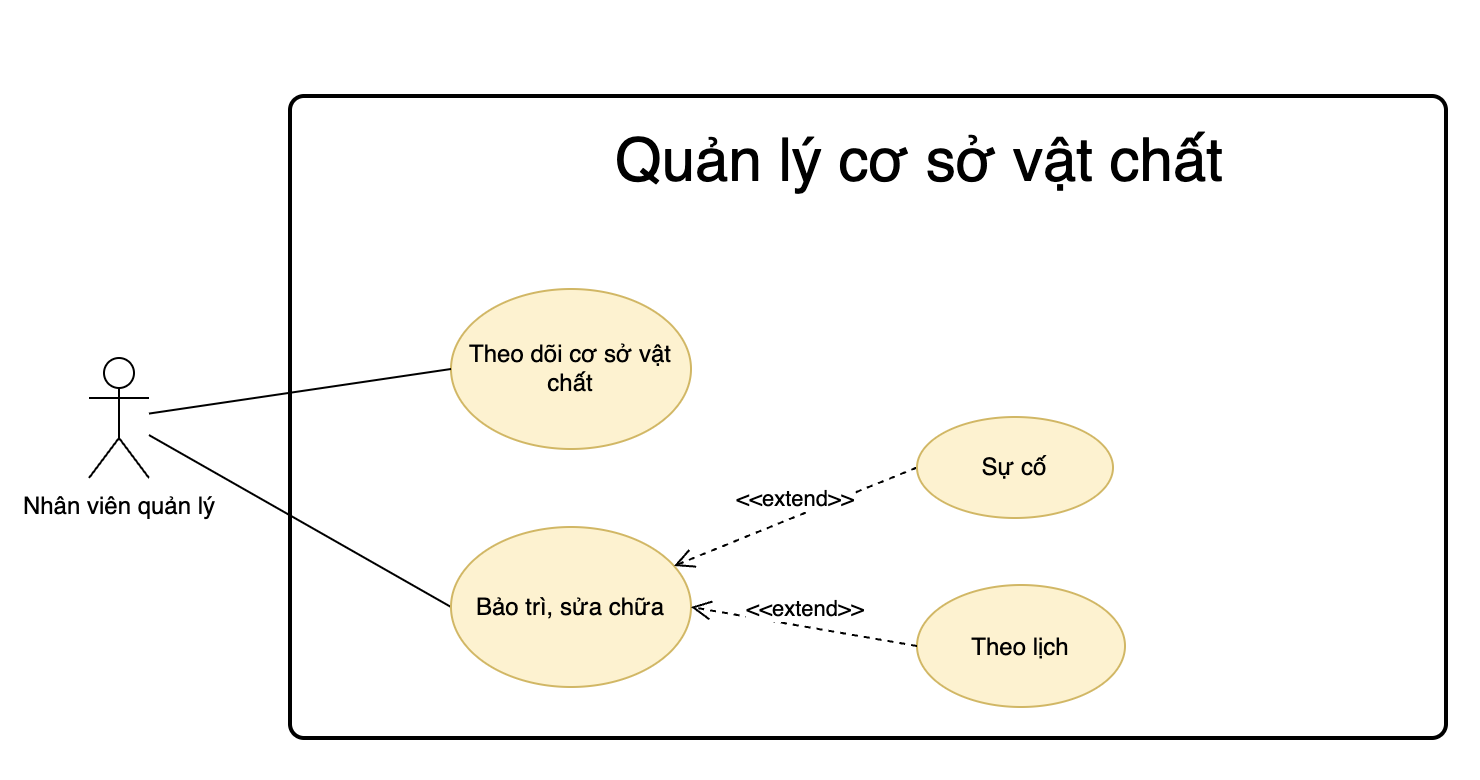 Quản lý cơ sở vật chất
Theo dõi cơ sở vật
chất
Sự cố
<<extend>>
Nhân viên quản lý
Bảo trì, sửa chữa
<<extend>>
Theo lịch